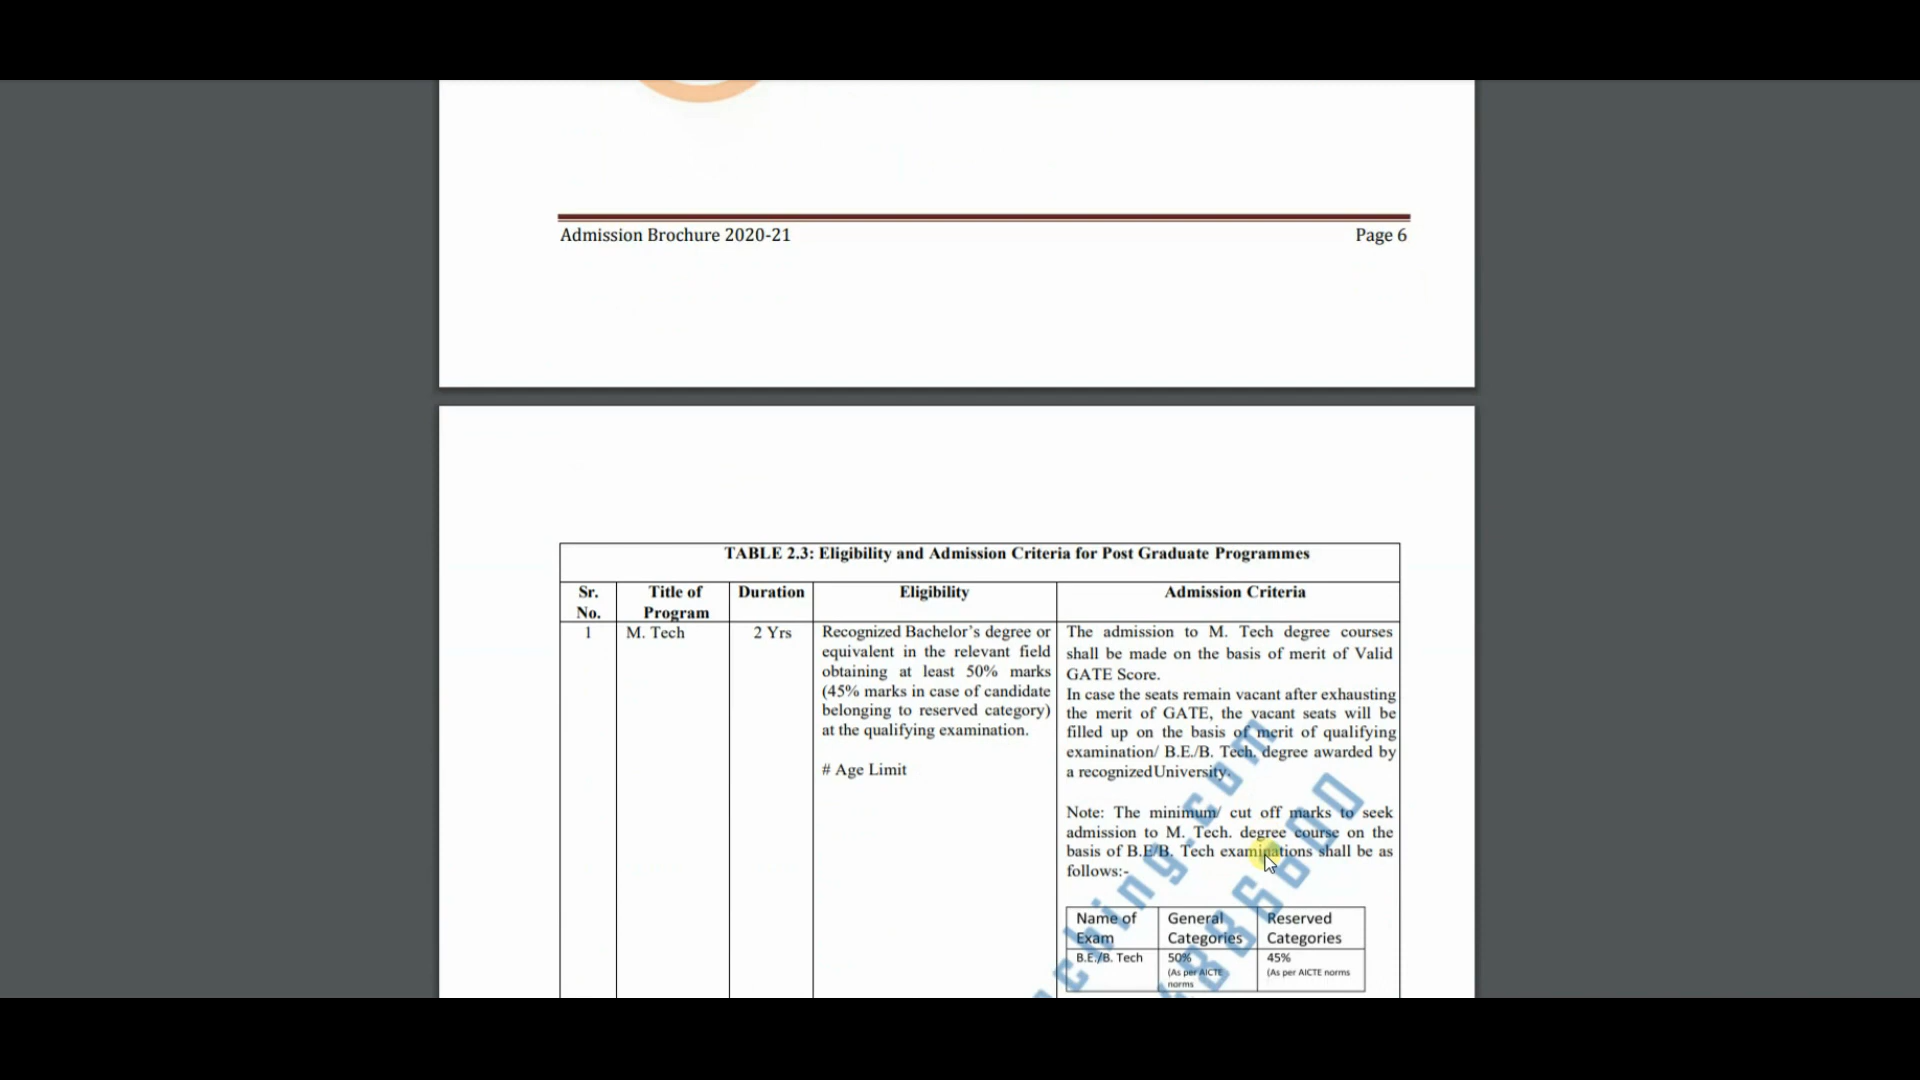 Admission Brochure 2020-21 Page 6
TABLE 2.3: Eligibility and Admission Criteria for Post Graduate Programmes
Sr. No. Title of Program Duration Eligibility Admission Criteria
1 M. Tech 2 Yrs
Recognized Bachelor's degree or
equivalent in the relevant field
obtaining at least 50% marks
(45% marks in case of candidate
belonging to reserved category)
at the qualifying examination.
# Age Limit
The admission to M. Tech degree courses
shall be made on the basis of merit of Valid
GATE Score.
In case the seats remain vacant after exhausting
the merit of GATE, the vacant seats will be
filled up on the basis of merit of qualifying
examination/ B.E./B. Tech. degree awarded by
a recognized University.
Note: The minimum/ cut off marks to seek
admission to M. Tech. degree course on the
basis of B.E/B. Tech examinations shall be as
follows:-
Name of Exam General Categories Reserved Categories
B.E./B. Tech 50% (As per AICTE norms 45% (As per AICTE norms